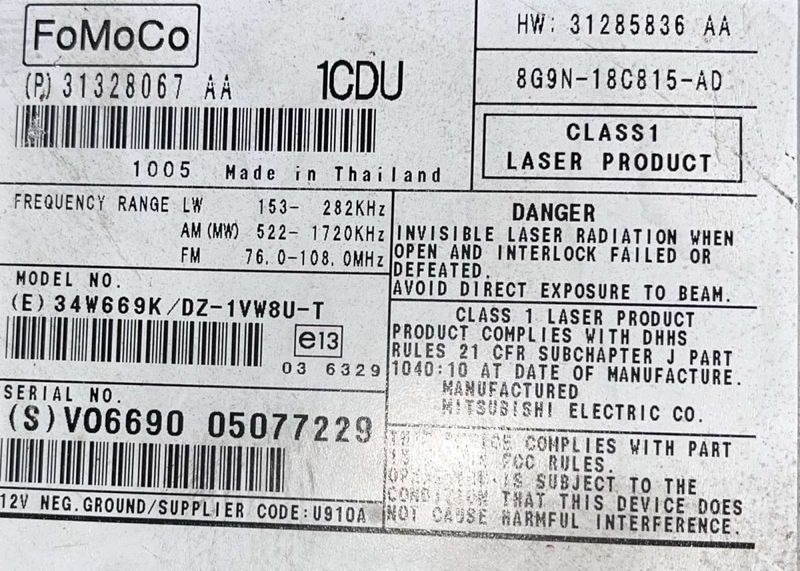 FoMoCo
(P) 31328067 AA
1CDU
1005 Made in Thailand
HW: 31285836 AA
8G9N-18C815-AD
CLASS1
LASER PRODUCT
FREQUENCY RANGE LW 153- 282KHz
AM (MW) 522- 1720KHz
FM 76.0-108.0MHz
MODEL NO.
(E) 34W669K/DZ-1VW8U-T
e13
03 6329
SERIAL NO.
(S) VO6690 05077229
12V NEG.GROUND/SUPPLIER CODE:U910A
DANGER
INVISIBLE LASER RADIATION WHEN
OPEN AND INTERLOCK FAILED OR
DEFEATED.
AVOID DIRECT EXPOSURE TO BEAM.
CLASS 1 LASER PRODUCT
PRODUCT COMPLIES WITH DHHS
RULES 21 CFR SUBCHAPTER J PART
1040:10 AT DATE OF MANUFACTURE.
MANUFACTURED
MITSUBISHI ELECTRIC CO.
THIS DEVICE COMPLIES WITH PART
FCC RULES.
OPERATION IS SUBJECT TO THE
CONDITION THAT THIS DEVICE DOES
NOT CAUSE HARMFUL INTERFERENCE.